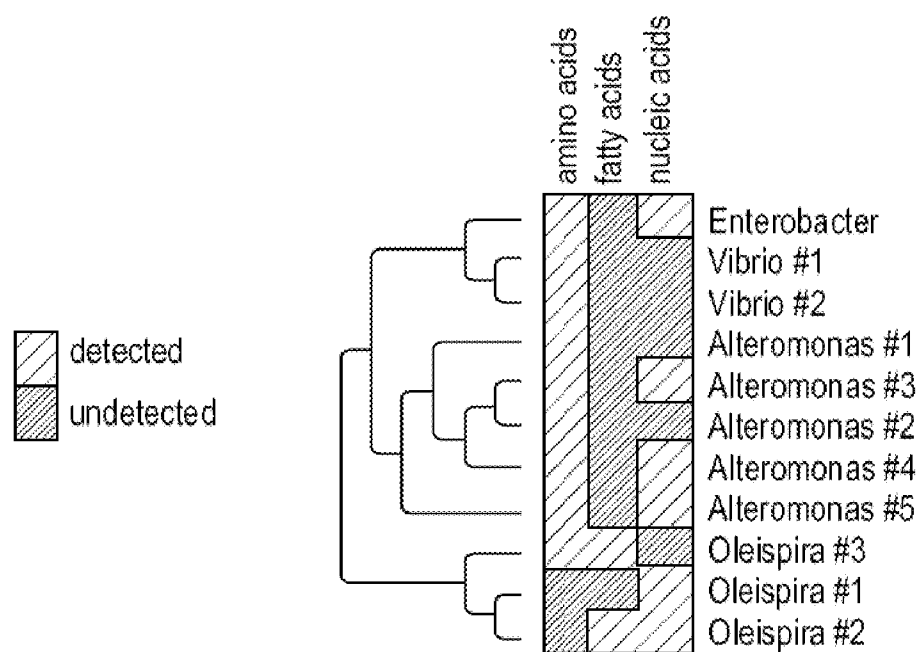 amino acids
fatty acids
nucleic acids
detected
undetected
Enterobacter
Vibrio #1
Vibrio #2
Alteromonas #1
Alteromonas #3
Alteromonas #2
Alteromonas #4
Alteromonas #5
Oleispira #3
Oleispira #1
Oleispira #2